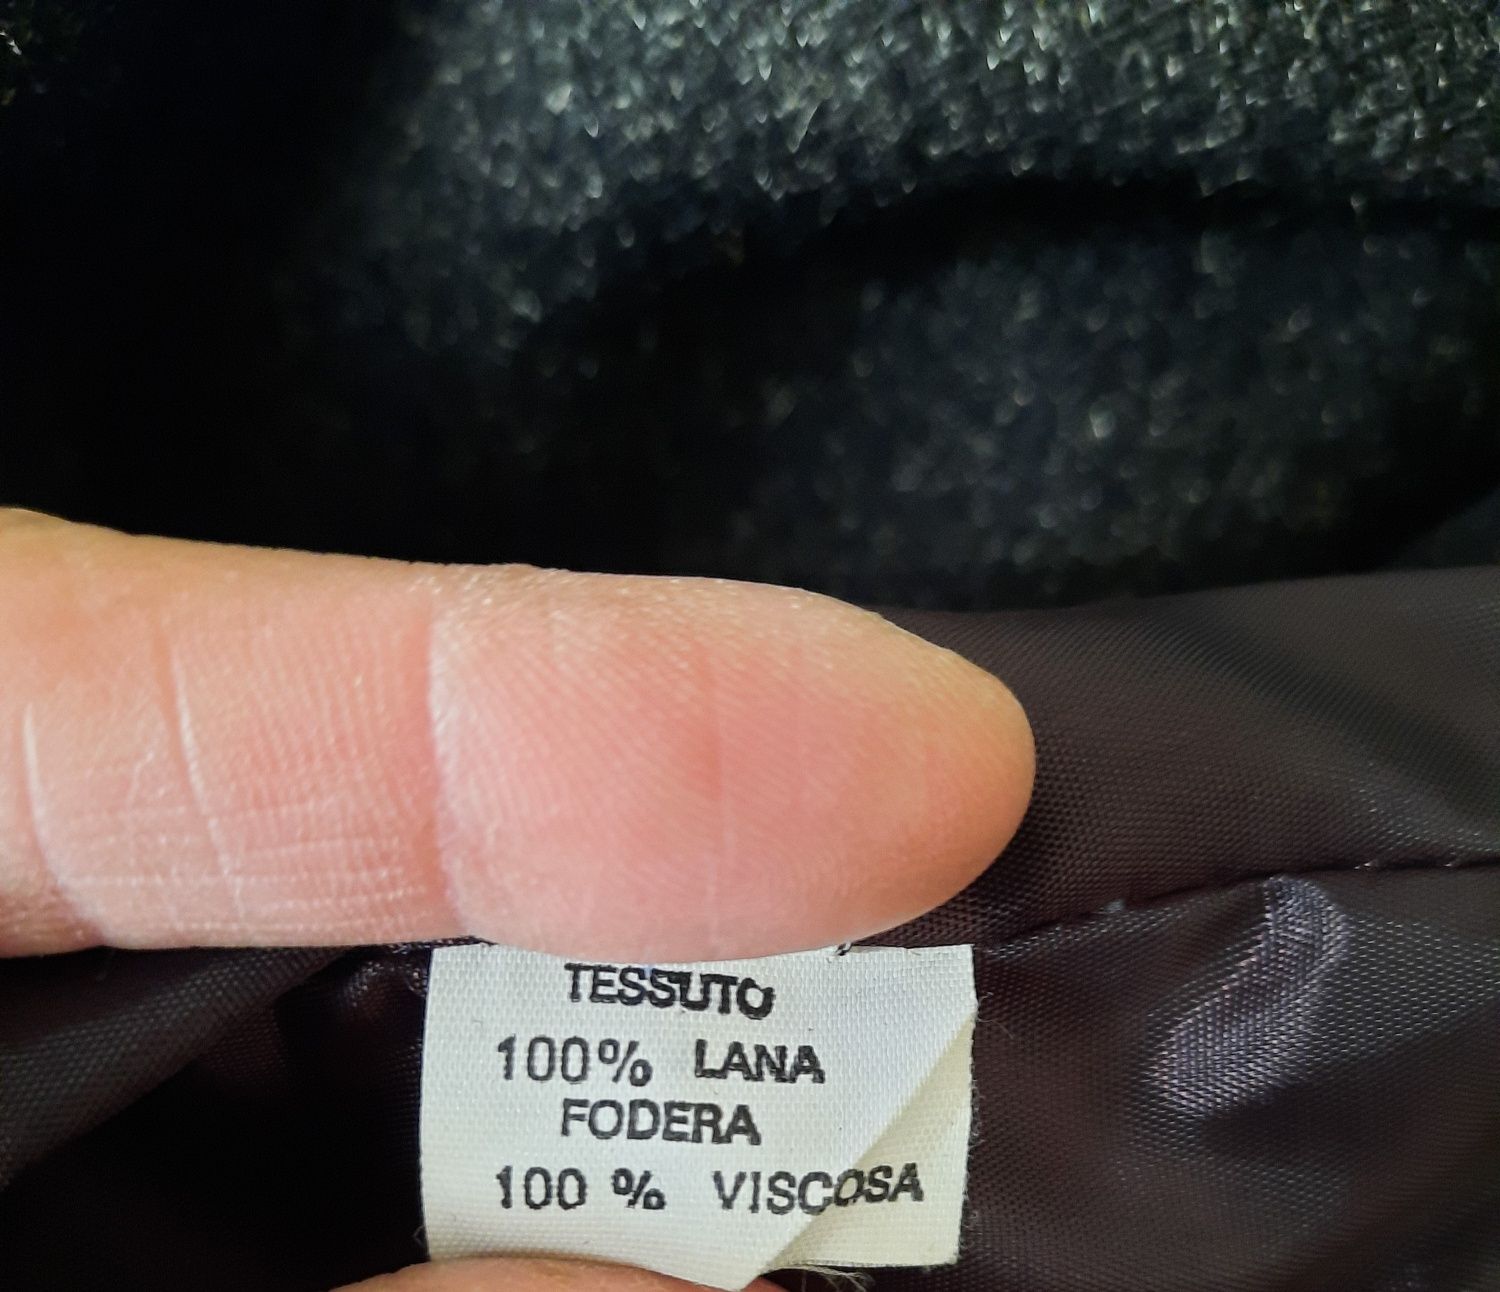 TESSUTO
100% LANA
FODERA
100 % VISCOSA